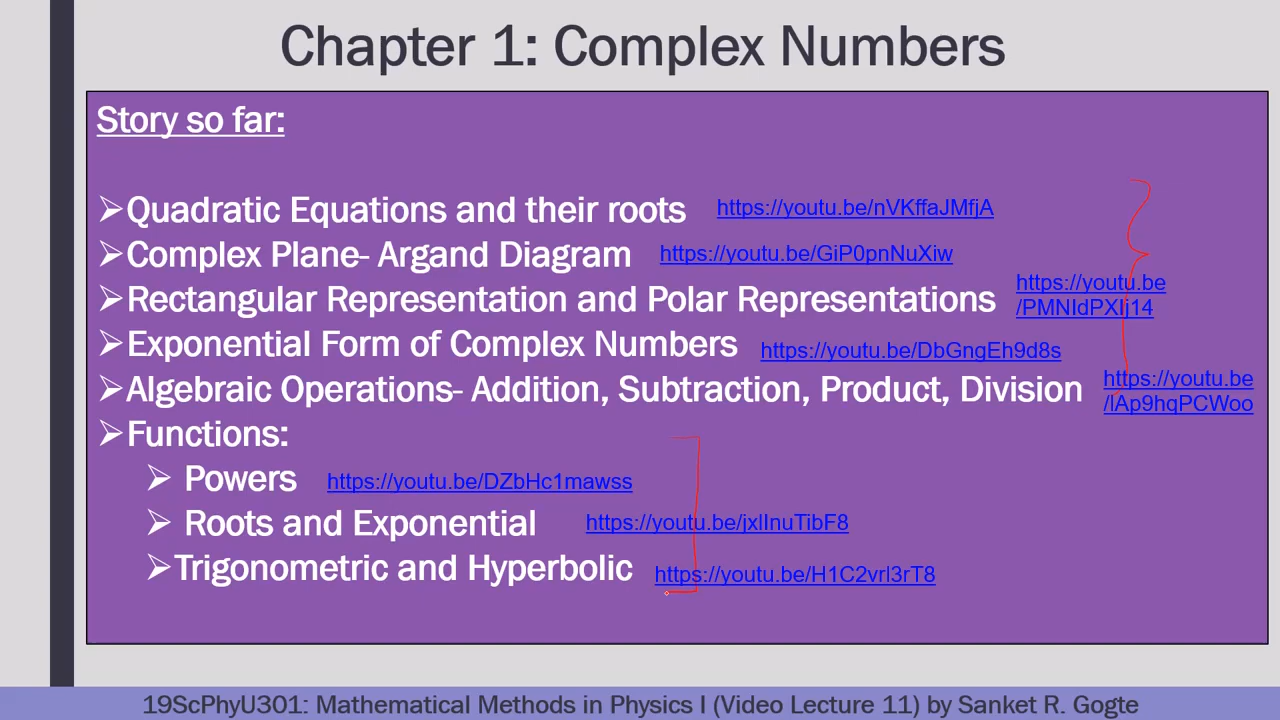 Chapter 1: Complex Numbers
Story so far:
➢Quadratic Equations and their roots https://youtu.be/nVKffaJMfjA
➢Complex Plane- Argand Diagram https://youtu.be/GiP0pnNuXiw
➢Rectangular Representation and Polar Representations https://youtu.be
/PMNIdPXIj14
➢Exponential Form of Complex Numbers https://youtu.be/DbGngEh9d8s
➢Algebraic Operations- Addition, Subtraction, Product, Division https://youtu.be
/lAp9hqPCWoo
➢Functions:
➢ Powers https://youtu.be/DZbHc1mawss
➢ Roots and Exponential https://youtu.be/jxlInuTibF8
➢Trigonometric and Hyperbolic https://youtu.be/H1C2vrl3rT8
19ScPhyU301: Mathematical Methods in Physics I (Video Lecture 11) by Sanket R. Gogte